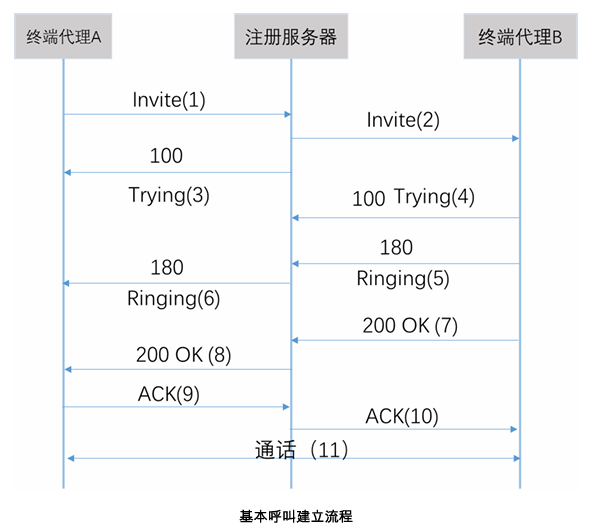 终端代理A
注册服务器
终端代理B
Invite(1)
Invite(2)
100
Trying(3)
100 Trying(4)
180
Ringing(5)
180
Ringing(6)
200 OK (7)
200 OK (8)
ACK(9)
ACK(10)
通话（11）
基本呼叫建立流程